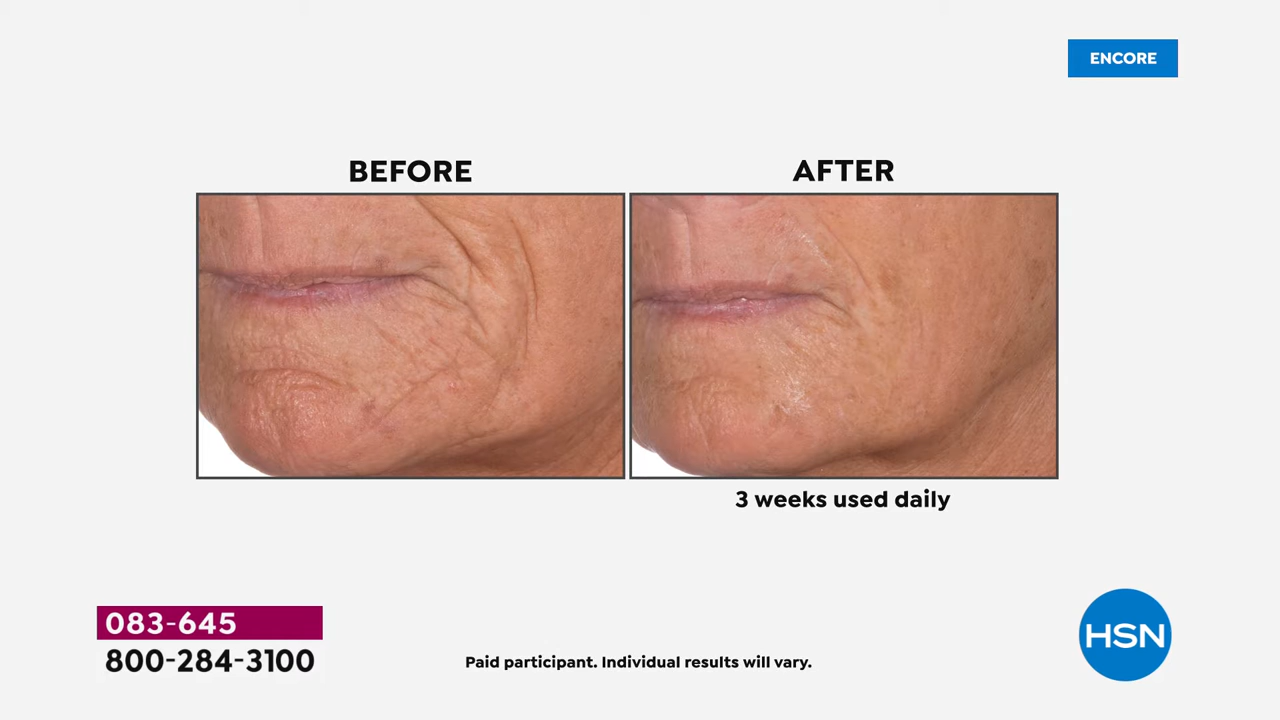 ENCORE
BEFORE
AFTER
3 weeks used daily
083-645
800-284-3100
Paid participant. Individual results will vary.
HSN